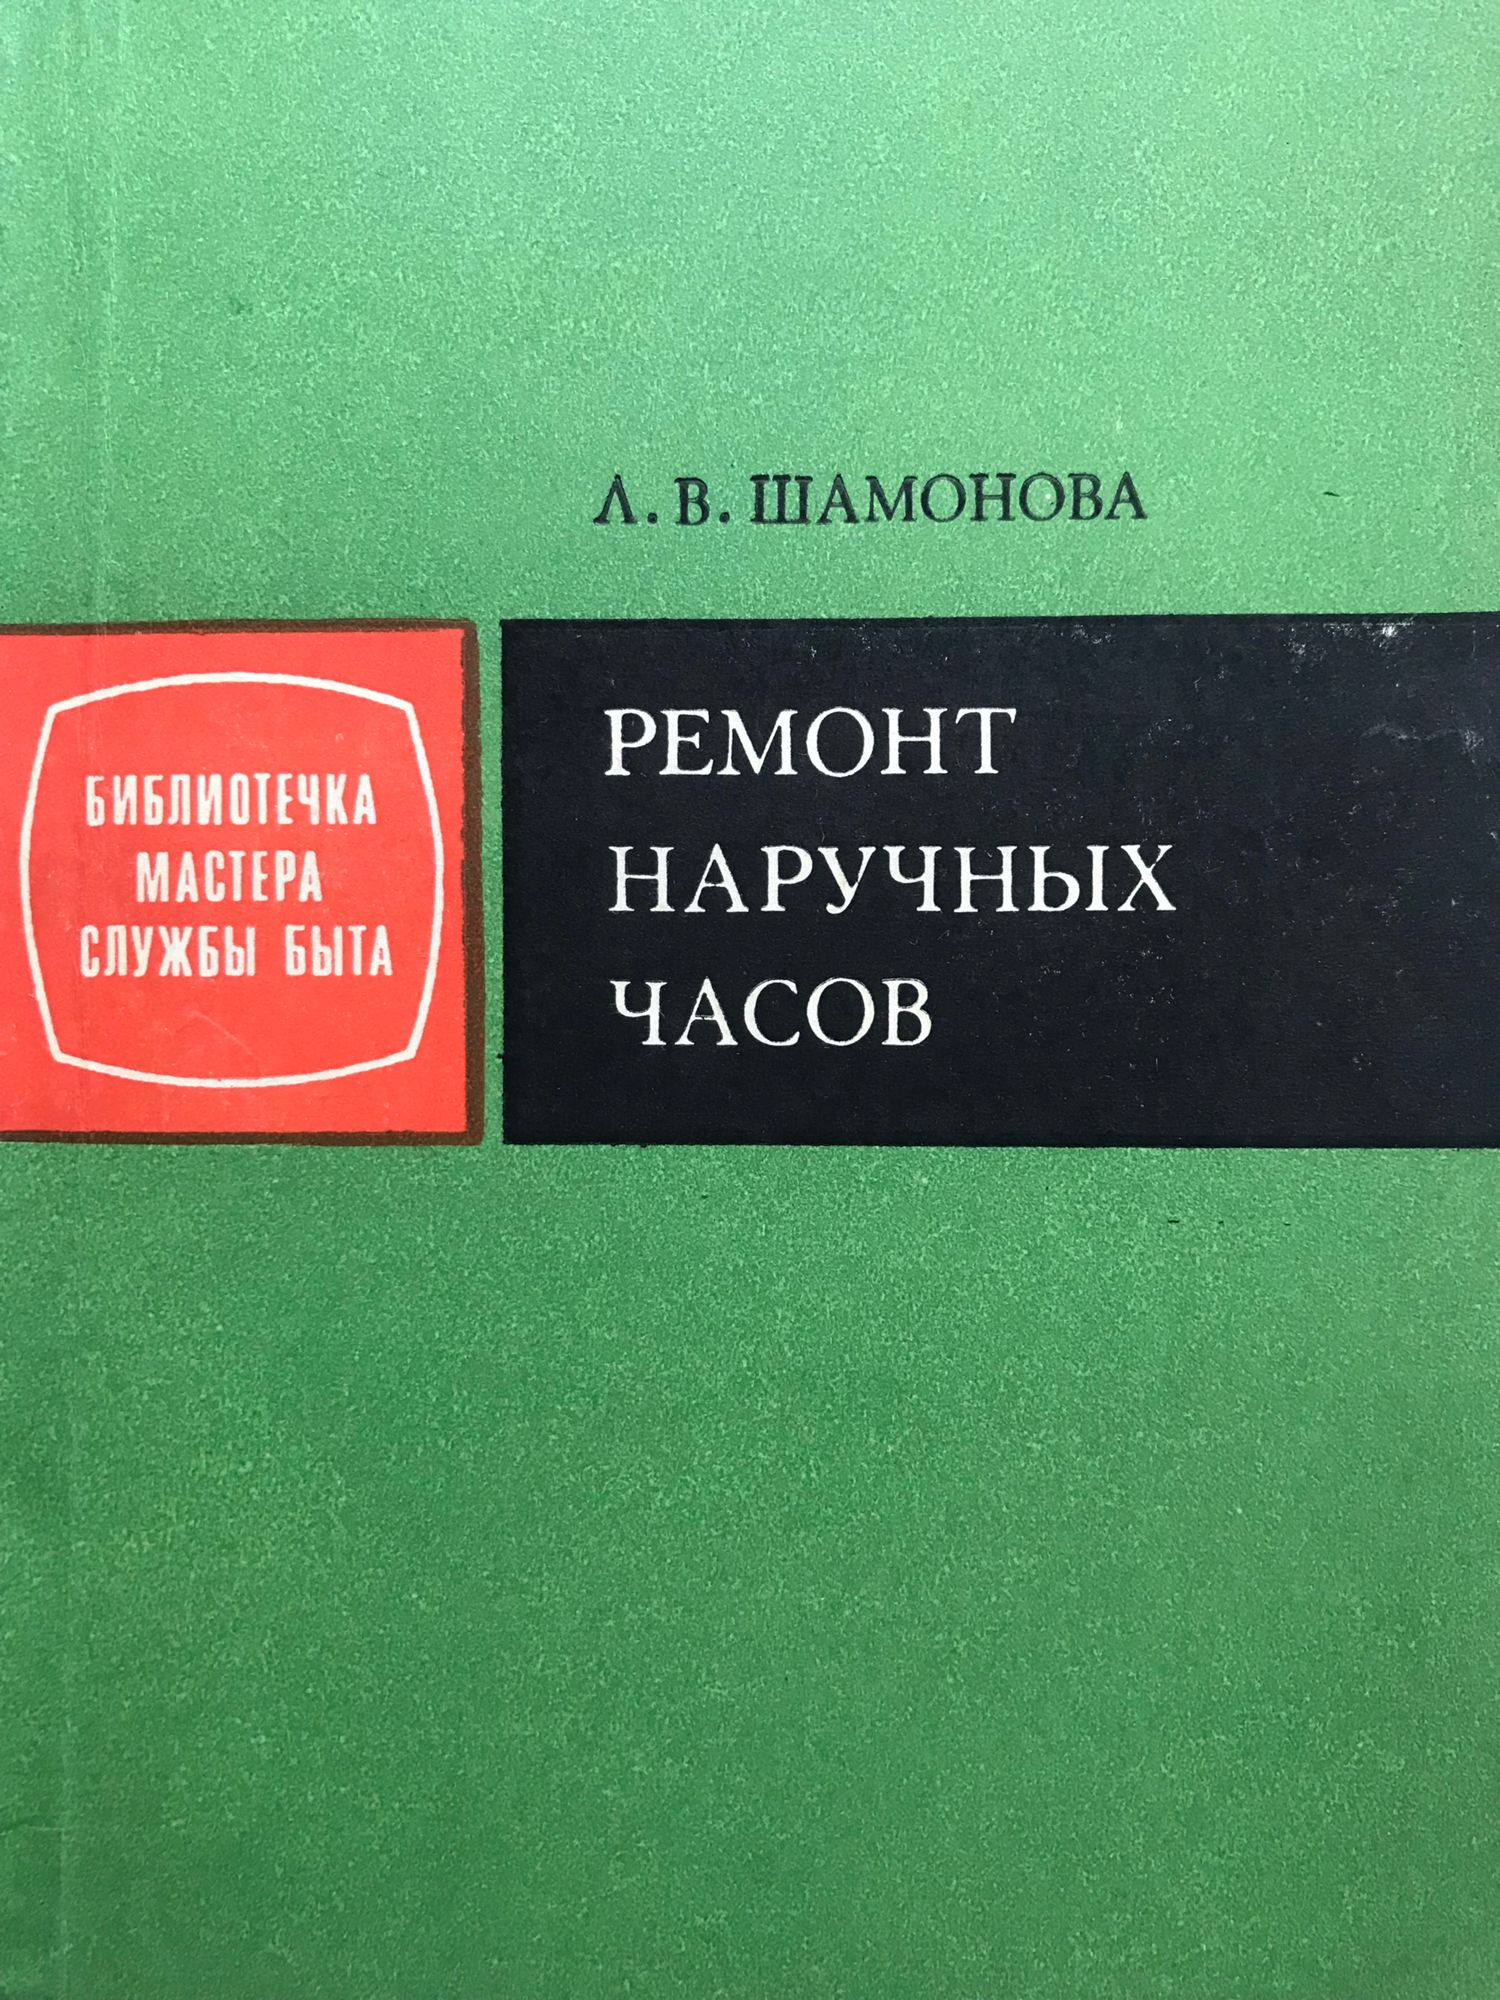 Л. В. ШАМОНОВА
БИБЛИОТЕЧКА
МАСТЕРА
СЛУЖБЫ БЫТА
РЕМОНТ
НАРУЧНЫХ
ЧАСОВ